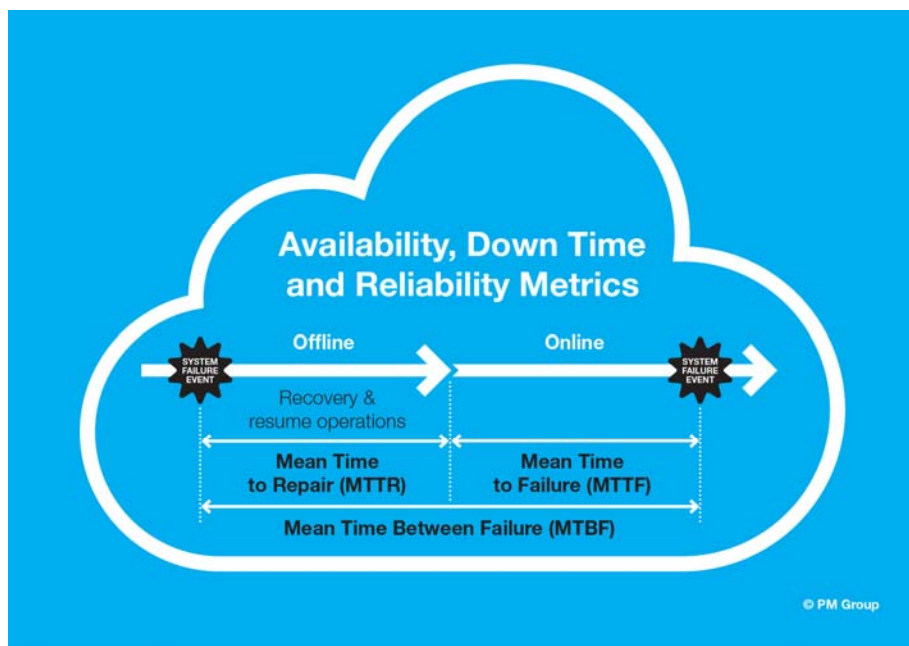 Availability, Down Time
and Reliability Metrics
Offline
Online
SYSTEM
FAILURE
EVENT
SYSTEM
FAILURE
EVENT
Recovery &
resume operations
Mean Time
to Repair (MTTR)
Mean Time
to Failure (MTTF)
Mean Time Between Failure (MTBF)
© PM Group